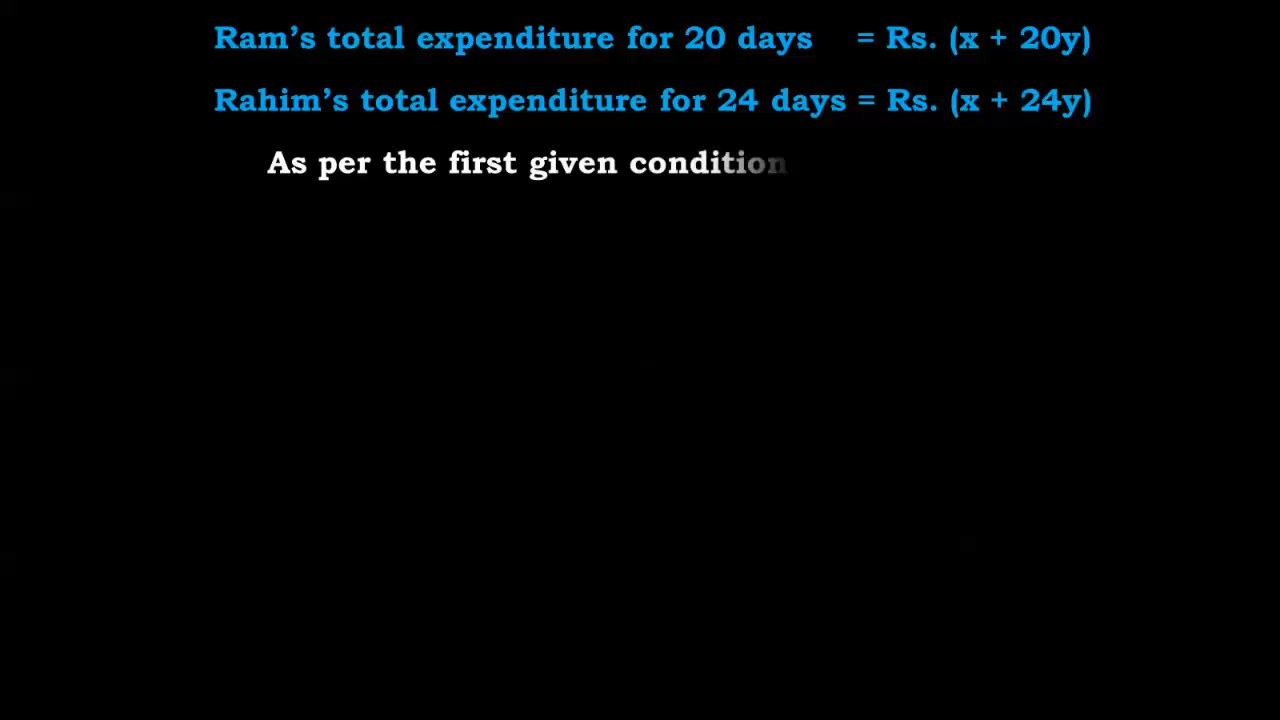 Ram’s total expenditure for 20 days = Rs. (x + 20y)
Rahim’s total expenditure for 24 days = Rs. (x + 24y)
As per the first given condition